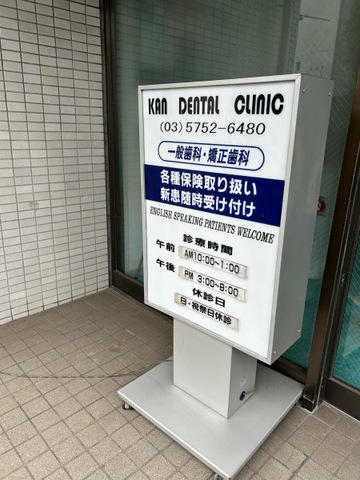 KAN DENTAL CLINIC
(03)5752-6480
一般歯科・矯正歯科
各種保険取り扱い
新患随時受け付け
ENGLISH SPEAKING PATIENTS WELCOME
診療時間
午前 AM10:00~1:00
午後 PM 3:00~8:00
休診日
日・祝祭日休診